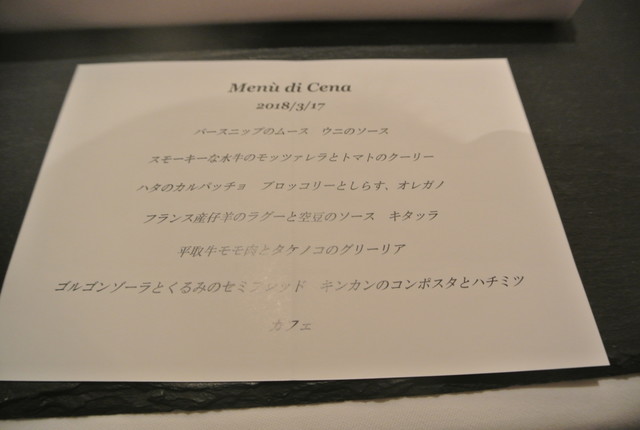 Menù di Cena
2018/3/17
パースニップのムース　ウニのソース
スモーキーな水牛のモッツァレラとトマトのクーリー
ハタのカルパッチョ　ブロッコリーとしらす、オレガノ
フランス産仔羊のラグーと空豆のソース　キタッラ
平取牛モモ肉とタケノコのグリーリア
ゴルゴンゾーラとくるみのセミフレッド　キンカンのコンポスタとハチミツ
カフェ